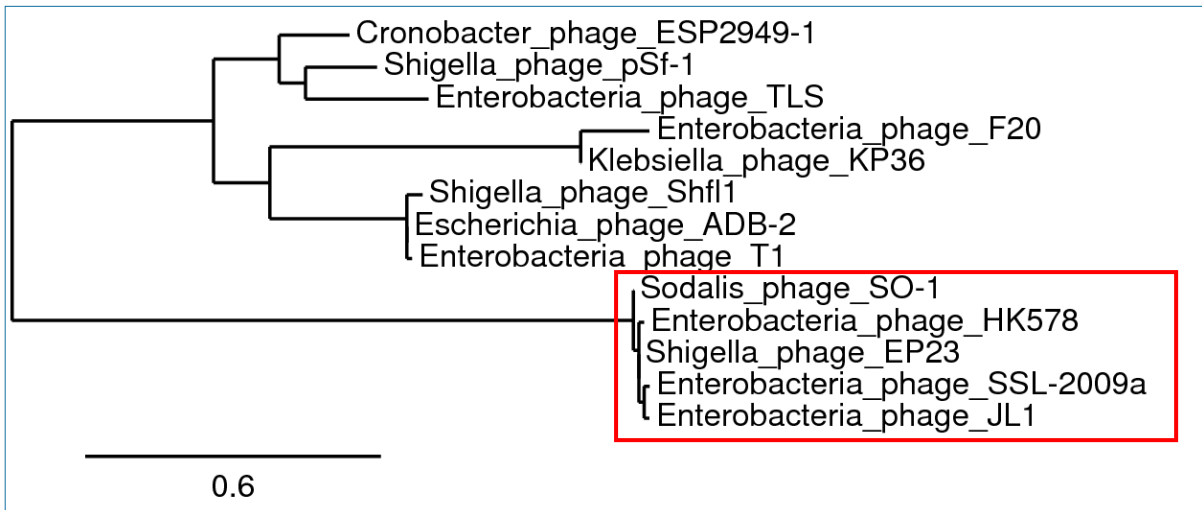 Cronobacter_phage_ESP2949-1
Shigella_phage_pSf-1
Enterobacteria_phage_TLS
Enterobacteria_phage_F20
Klebsiella_phage_KP36
Shigella_phage_Shfl1
Escherichia_phage_ADB-2
Enterobacteria_phage_T1
Sodalis_phage_SO-1
Enterobacteria_phage_HK578
Shigella_phage_EP23
Enterobacteria_phage_SSL-2009a
Enterobacteria_phage_JL1
0.6